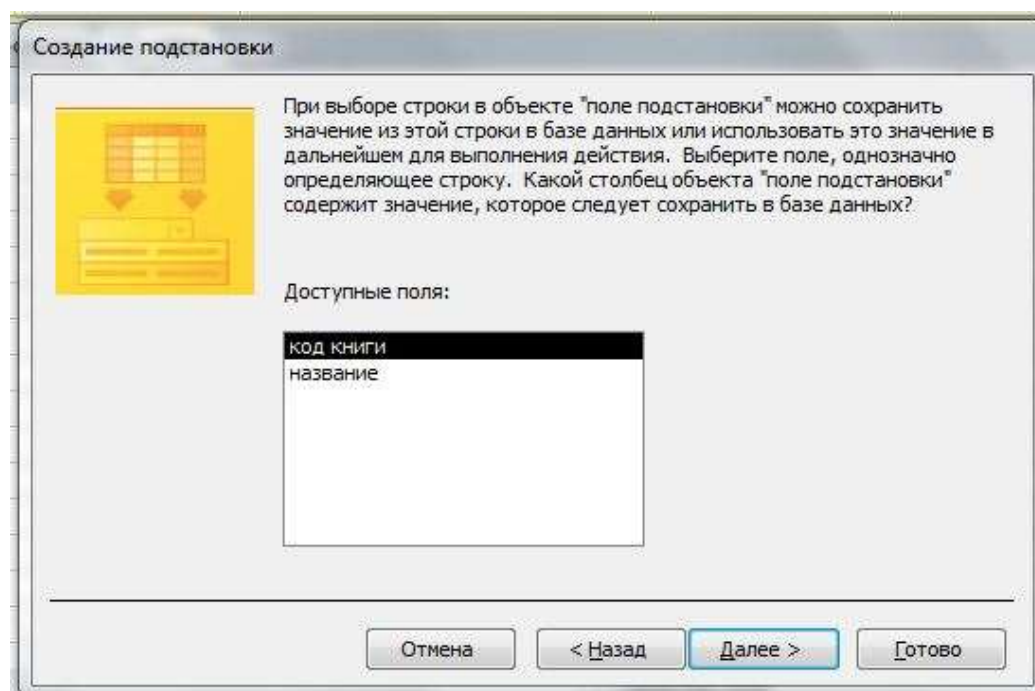 Создание подстановки
При выборе строки в объекте "поле подстановки" можно сохранить
значение из этой строки в базе данных или использовать это значение в
дальнейшем для выполнения действия. Выберите поле, однозначно
определяющее строку. Какой столбец объекта "поле подстановки"
содержит значение, которое следует сохранить в базе данных?
Доступные поля:
код книги
название
Отмена < Назад Далее > Готово